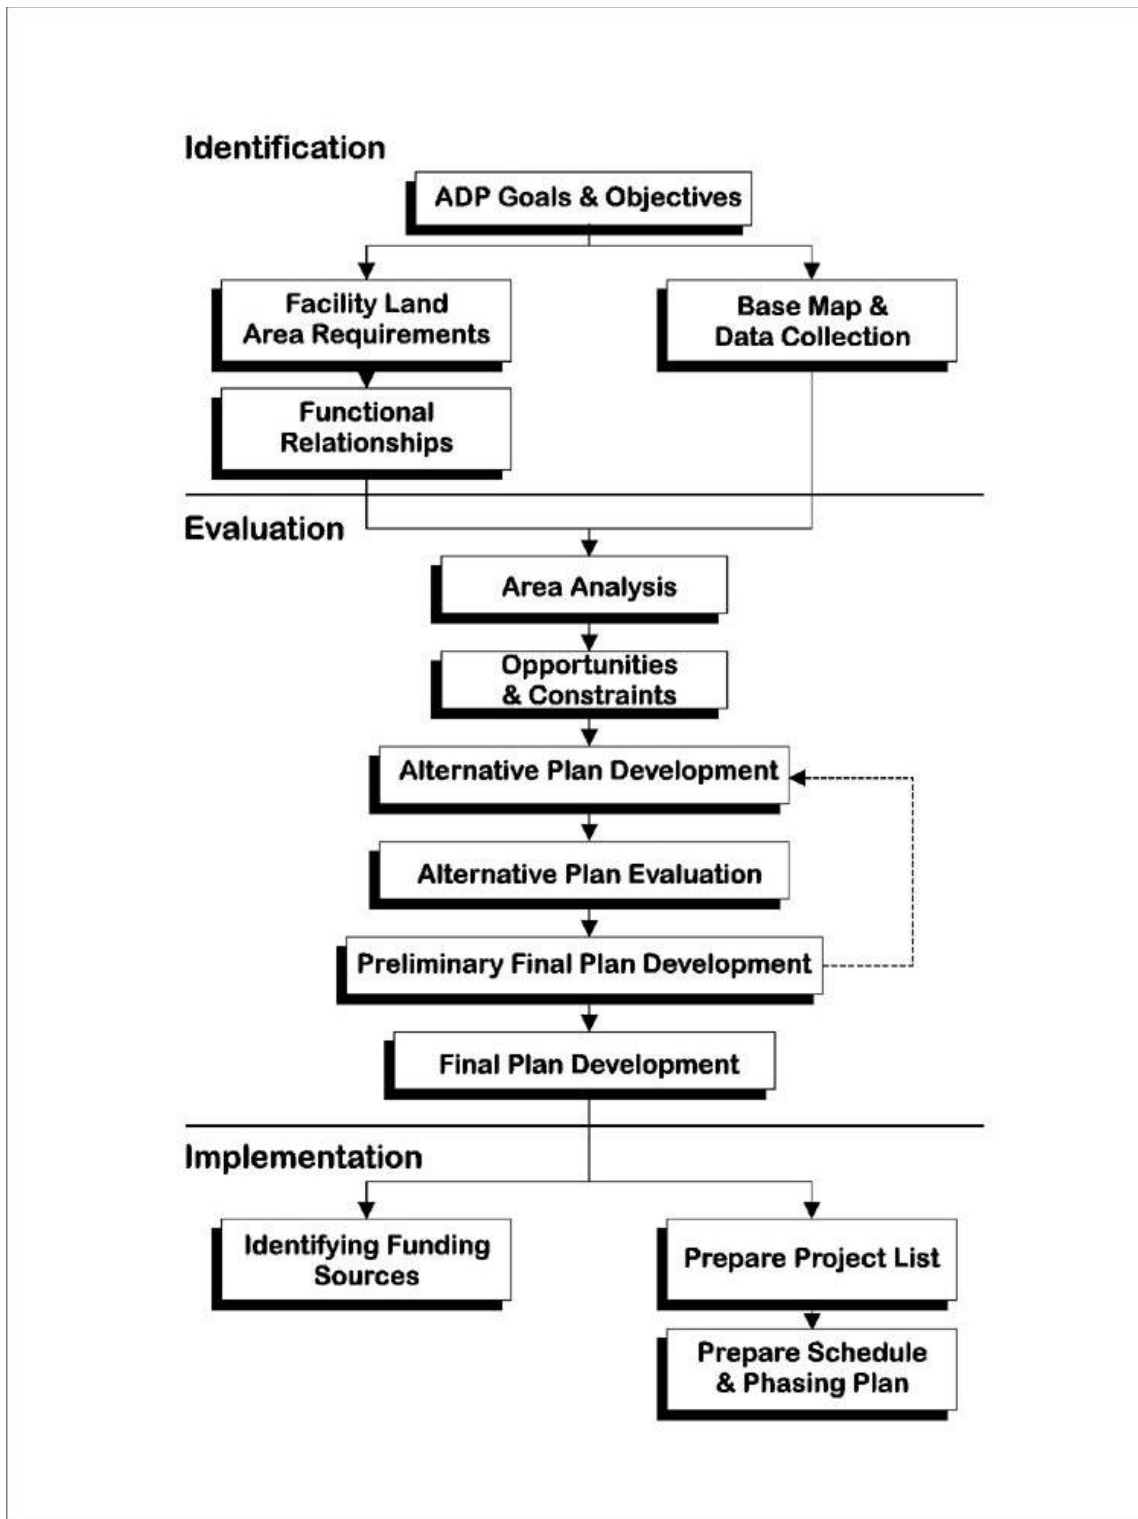 Identification
ADP Goals & Objectives
Facility Land
Area Requirements
Base Map &
Data Collection
Functional
Relationships
Evaluation
Area Analysis
Opportunities
& Constraints
Alternative Plan Development
Alternative Plan Evaluation
Preliminary Final Plan Development
Final Plan Development
Implementation
Identifying Funding
Sources
Prepare Project List
Prepare Schedule
& Phasing Plan